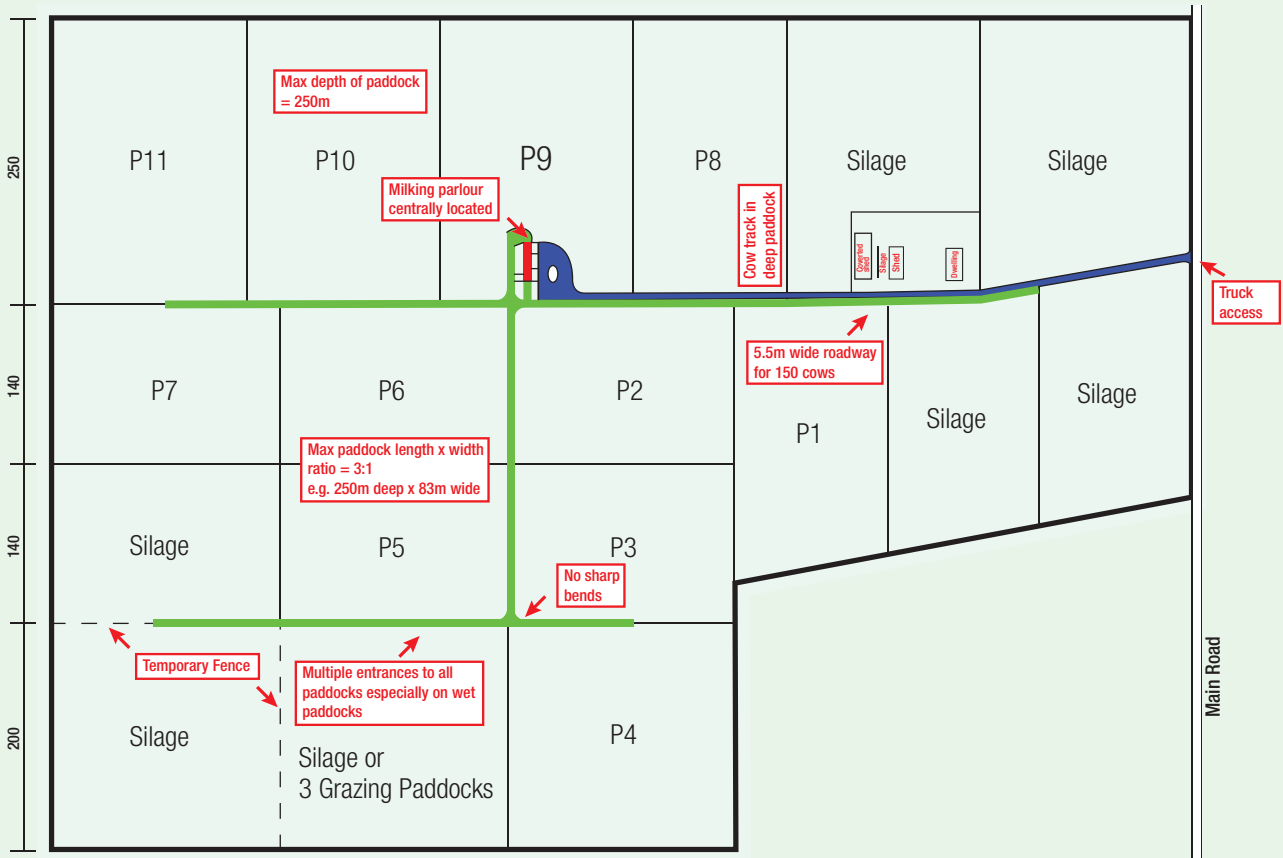 Max depth of paddock
= 250m
P11
P10
P9
P8
Silage
Silage
250
Milking parlour
centrally located
Cow track in
deep paddock
Coverted
shed
Silage
Shed
Dwelling
Truck
access
5.5m wide roadway
for 150 cows
140
P7
P6
P2
P1
Silage
Silage
Max paddock length x width
ratio = 3:1
e.g. 250m deep x 83m wide
140
Silage
P5
P3
No sharp
bends
Temporary Fence
Multiple entrances to all
paddocks especially on wet
paddocks
Main Road
200
Silage
Silage or
3 Grazing Paddocks
P4